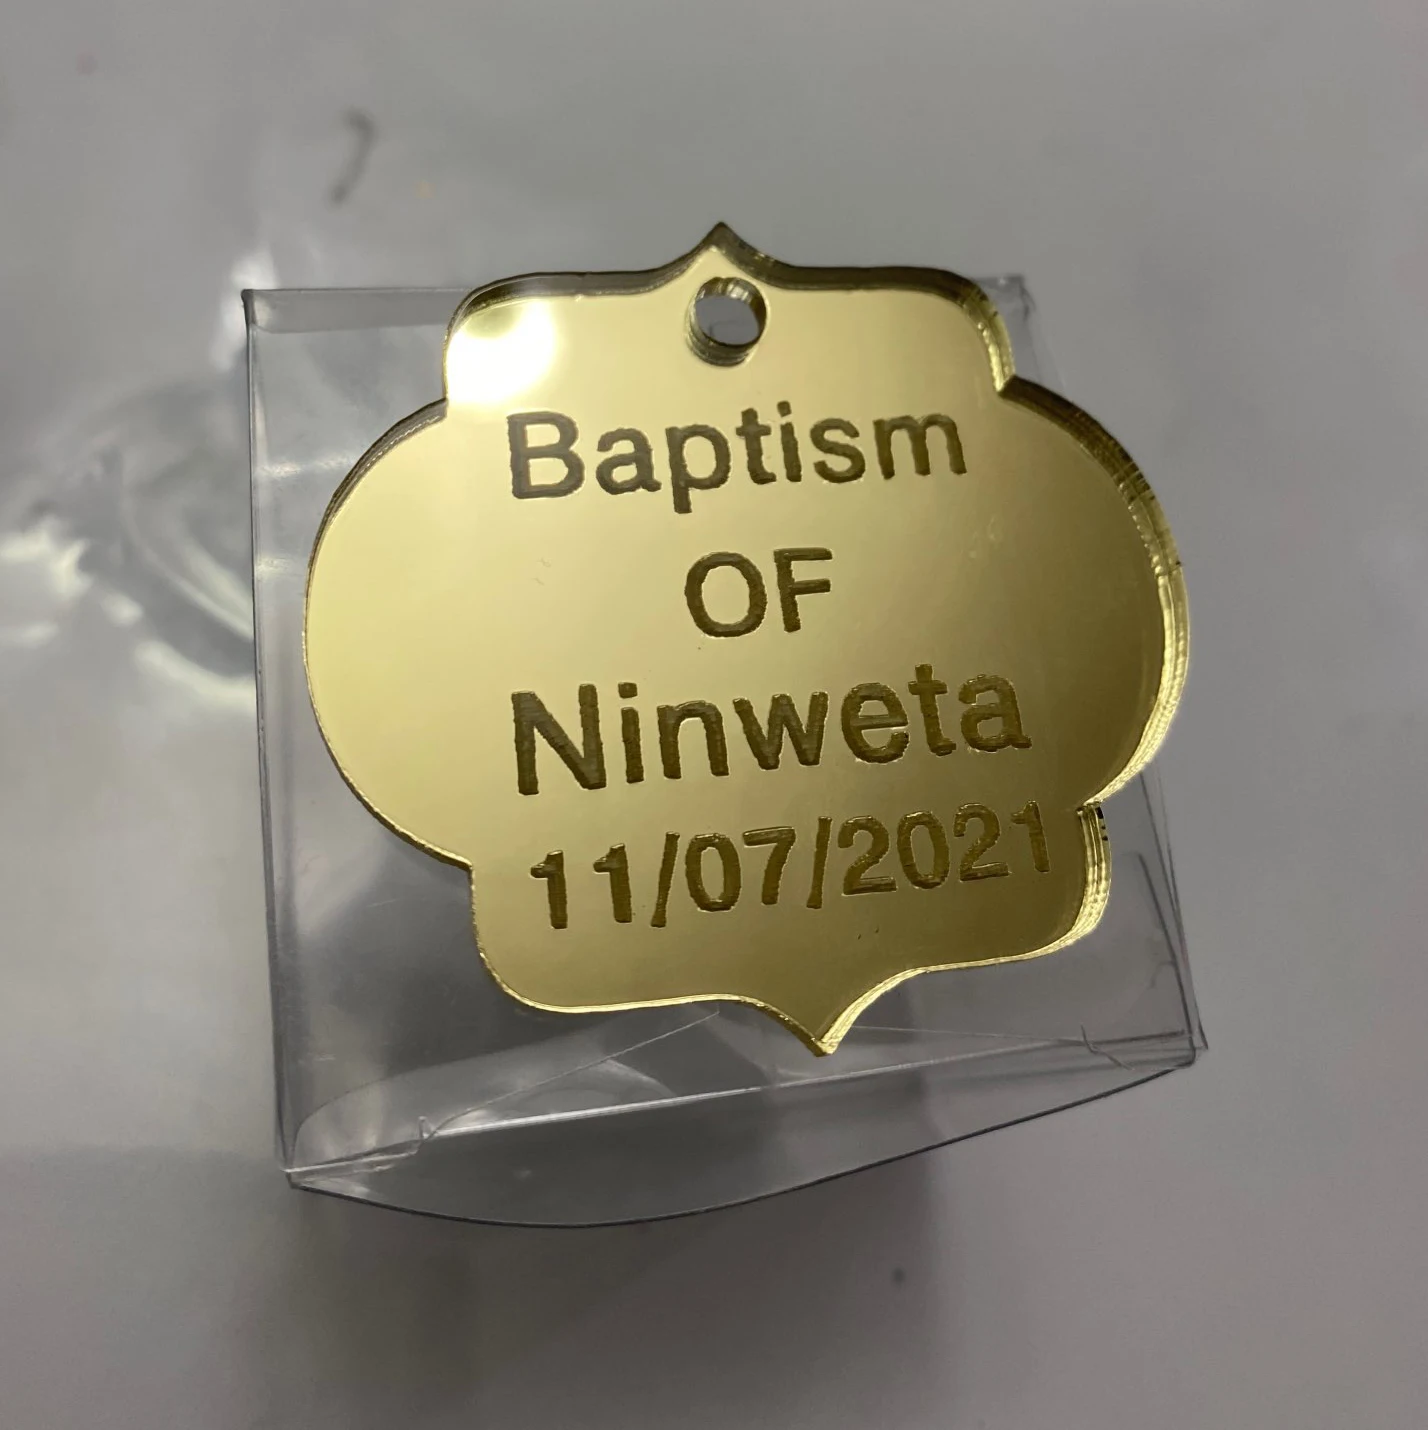 Baptism
OF
Ninweta
11/07/2021